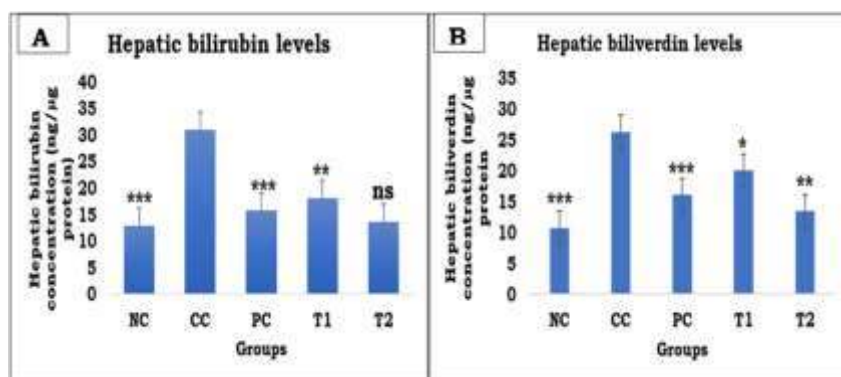 A
Hepatic bilirubin levels
Hepatic bilirubin
concentration (ng/µg
protein)
40
35
30
25
20
15
10
5
0
***
***
**
ns
NC CC PC T1 T2
Groups
B
Hepatic biliverdin levels
Hepatic biliverdin
concentration (ng/µg
protein
35
30
25
20
15
10
5
0
***
***
*
**
NC CC PC T1 T2
Groups